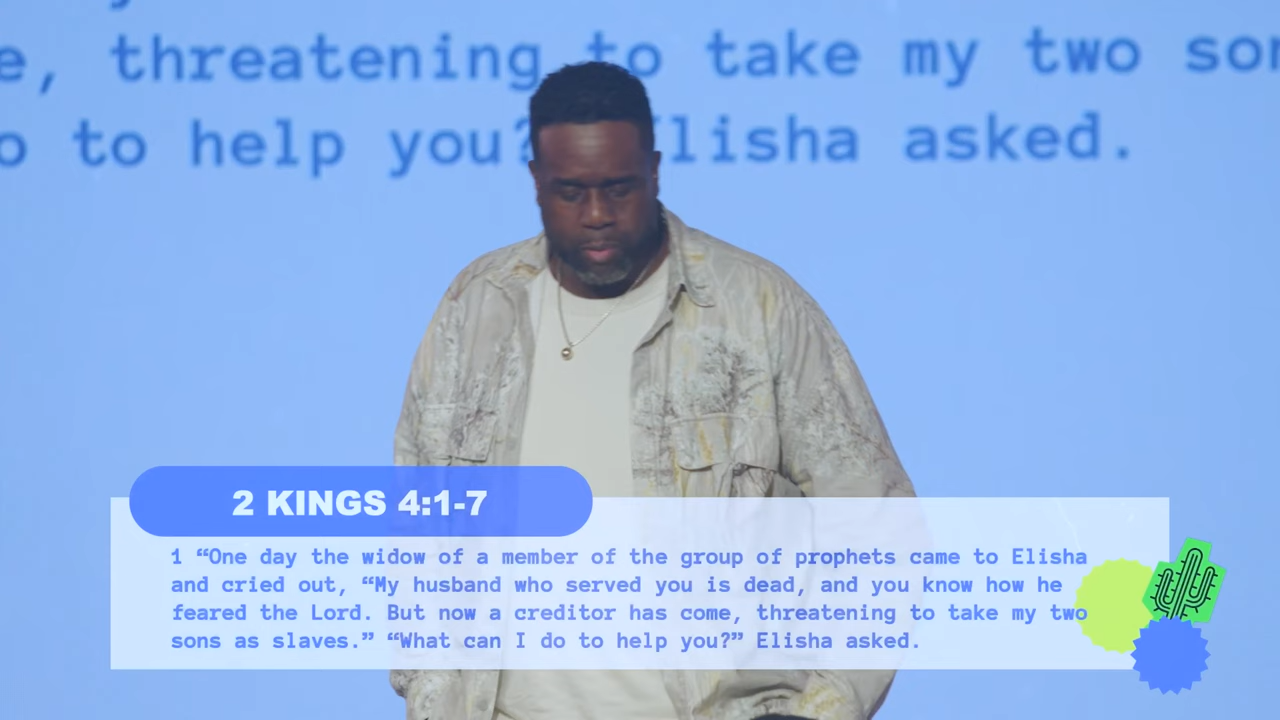 e, threatening to take my two son
o to help you? Elisha asked.
2 KINGS 4:1-7
1 “One day the widow of a member of the group of prophets came to Elisha
and cried out, “My husband who served you is dead, and you know how he
feared the Lord. But now a creditor has come, threatening to take my two
sons as slaves.” “What can I do to help you?” Elisha asked.